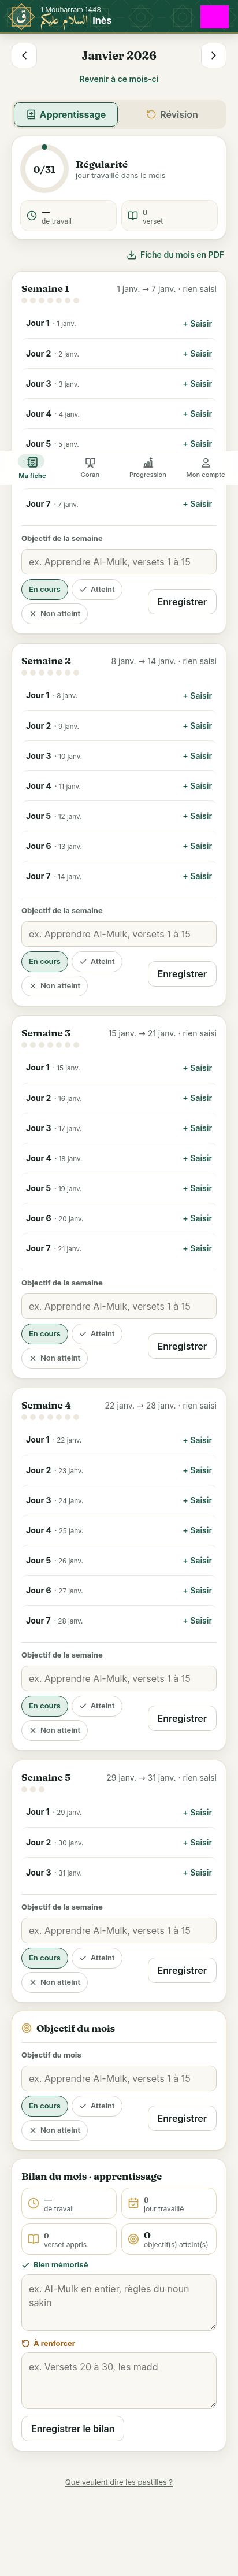 1 Mouharram 1448
السلام عليكم Inès
Janvier 2026
Revenir à ce mois-ci
Apprentissage
Révision
0/31
Régularité
jour travaillé dans le mois
—
de travail
0
verset
Fiche du mois en PDF
Semaine 1
1 janv. → 7 janv. · rien saisi
Jour 1 · 1 janv.
+ Saisir
Jour 2 · 2 janv.
+ Saisir
Jour 3 · 3 janv.
+ Saisir
Jour 4 · 4 janv.
+ Saisir
Jour 5 · 5 janv.
+ Saisir
Ma fiche
Coran
Progression
Mon compte
Jour 7 · 7 janv.
+ Saisir
Objectif de la semaine
ex. Apprendre Al-Mulk, versets 1 à 15
En cours
Atteint
Non atteint
Enregistrer
Semaine 2
8 janv. → 14 janv. · rien saisi
Jour 1 · 8 janv.
+ Saisir
Jour 2 · 9 janv.
+ Saisir
Jour 3 · 10 janv.
+ Saisir
Jour 4 · 11 janv.
+ Saisir
Jour 5 · 12 janv.
+ Saisir
Jour 6 · 13 janv.
+ Saisir
Jour 7 · 14 janv.
+ Saisir
Objectif de la semaine
ex. Apprendre Al-Mulk, versets 1 à 15
En cours
Atteint
Non atteint
Enregistrer
Semaine 3
15 janv. → 21 janv. · rien saisi
Jour 1 · 15 janv.
+ Saisir
Jour 2 · 16 janv.
+ Saisir
Jour 3 · 17 janv.
+ Saisir
Jour 4 · 18 janv.
+ Saisir
Jour 5 · 19 janv.
+ Saisir
Jour 6 · 20 janv.
+ Saisir
Jour 7 · 21 janv.
+ Saisir
Objectif de la semaine
ex. Apprendre Al-Mulk, versets 1 à 15
En cours
Atteint
Non atteint
Enregistrer
Semaine 4
22 janv. → 28 janv. · rien saisi
Jour 1 · 22 janv.
+ Saisir
Jour 2 · 23 janv.
+ Saisir
Jour 3 · 24 janv.
+ Saisir
Jour 4 · 25 janv.
+ Saisir
Jour 5 · 26 janv.
+ Saisir
Jour 6 · 27 janv.
+ Saisir
Jour 7 · 28 janv.
+ Saisir
Objectif de la semaine
ex. Apprendre Al-Mulk, versets 1 à 15
En cours
Atteint
Non atteint
Enregistrer
Semaine 5
29 janv. → 31 janv. · rien saisi
Jour 1 · 29 janv.
+ Saisir
Jour 2 · 30 janv.
+ Saisir
Jour 3 · 31 janv.
+ Saisir
Objectif de la semaine
ex. Apprendre Al-Mulk, versets 1 à 15
En cours
Atteint
Non atteint
Enregistrer
Objectif du mois
Objectif du mois
ex. Apprendre Al-Mulk, versets 1 à 15
En cours
Atteint
Non atteint
Enregistrer
Bilan du mois · apprentissage
—
de travail
0
jour travaillé
0
verset appris
0
objectif(s) atteint(s)
Bien mémorisé
ex. Al-Mulk en entier, règles du noun
sakin
À renforcer
ex. Versets 20 à 30, les madd
Enregistrer le bilan
Que veulent dire les pastilles ?